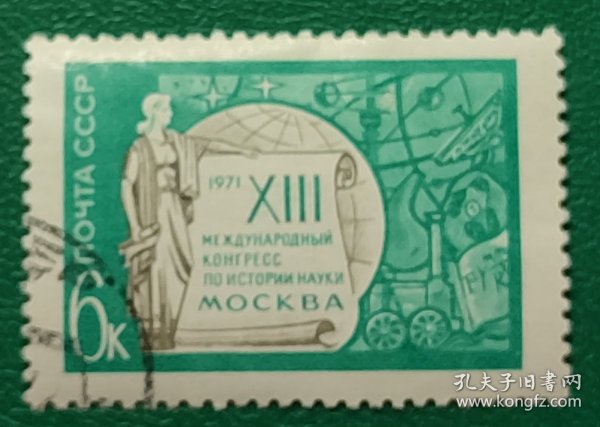 ПОЧТА СССР
6к
1971 XIII
МЕЖДУНАРОДНЫЙ
КОНГРЕСС
ПО ИСТОРИИ НАУКИ
МОСКВА
孔夫子旧书网
www.kongfz.com